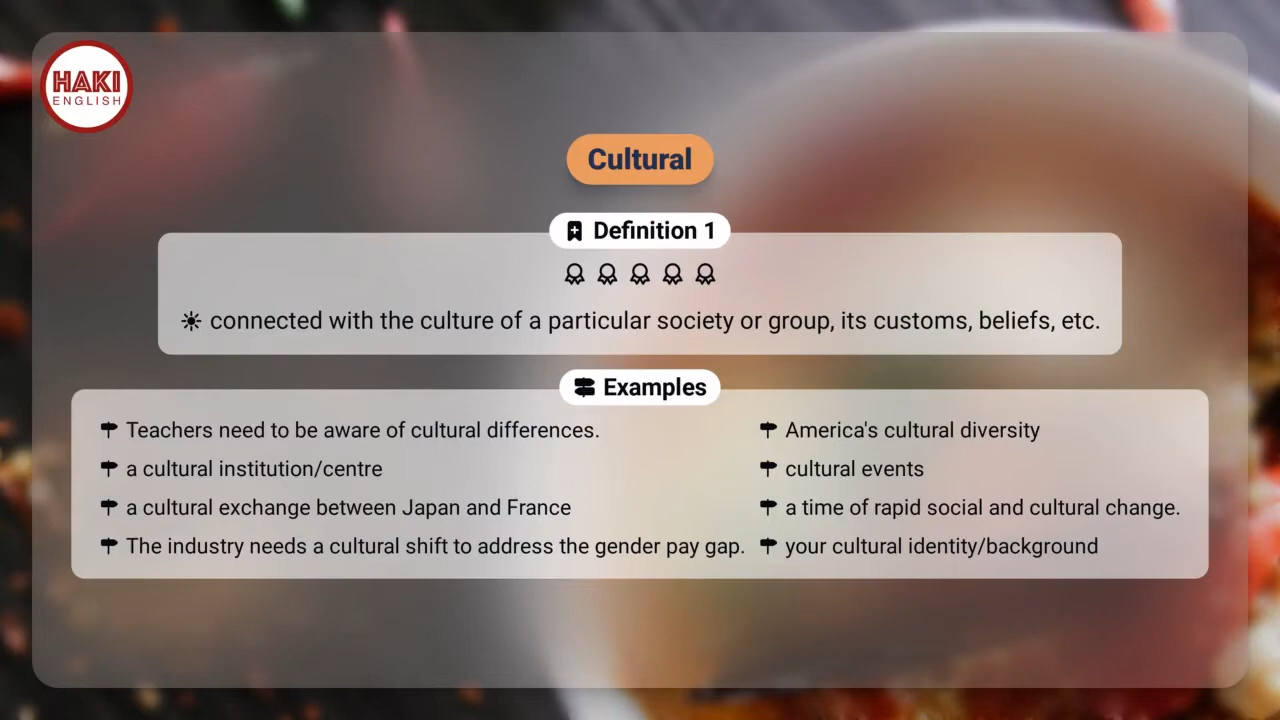 HAKI
ENGLISH
Cultural
Definition 1
connected with the culture of a particular society or group, its customs, beliefs, etc.
Examples
Teachers need to be aware of cultural differences.
a cultural institution/centre
a cultural exchange between Japan and France
The industry needs a cultural shift to address the gender pay gap.
America's cultural diversity
cultural events
a time of rapid social and cultural change.
your cultural identity/background